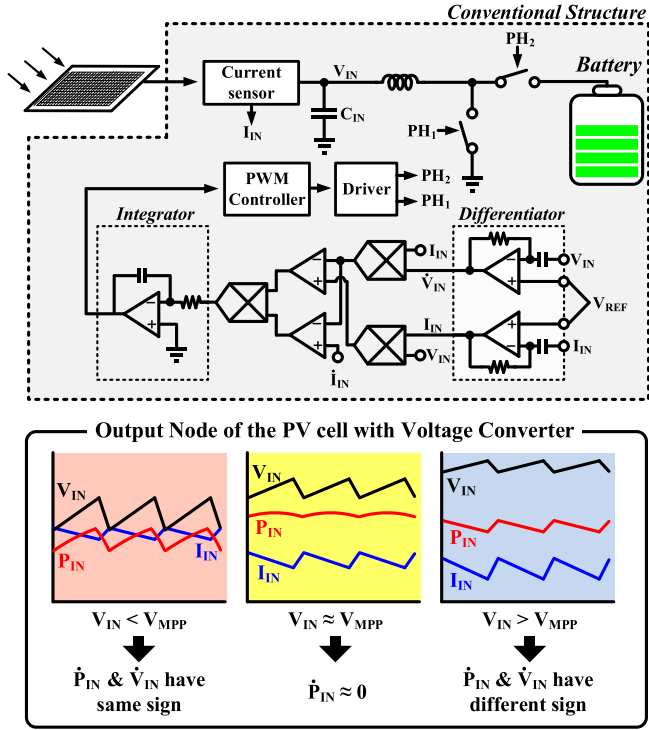 Conventional Structure
PH2
Battery
Current sensor
VIN
IIN
CIN
PH1
PWM Controller
Driver
PH2
PH1
Integrator
Differentiator
IIN
V̇IN
VIN
VREF
IIN
VIN
İIN
IIN
Output Node of the PV cell with Voltage Converter
VIN
PIN
IIN
VIN
PIN
IIN
VIN
PIN
IIN
VIN < VMPP
VIN ≈ VMPP
VIN > VMPP
ṖIN & V̇IN have same sign
ṖIN ≈ 0
ṖIN & V̇IN have different sign